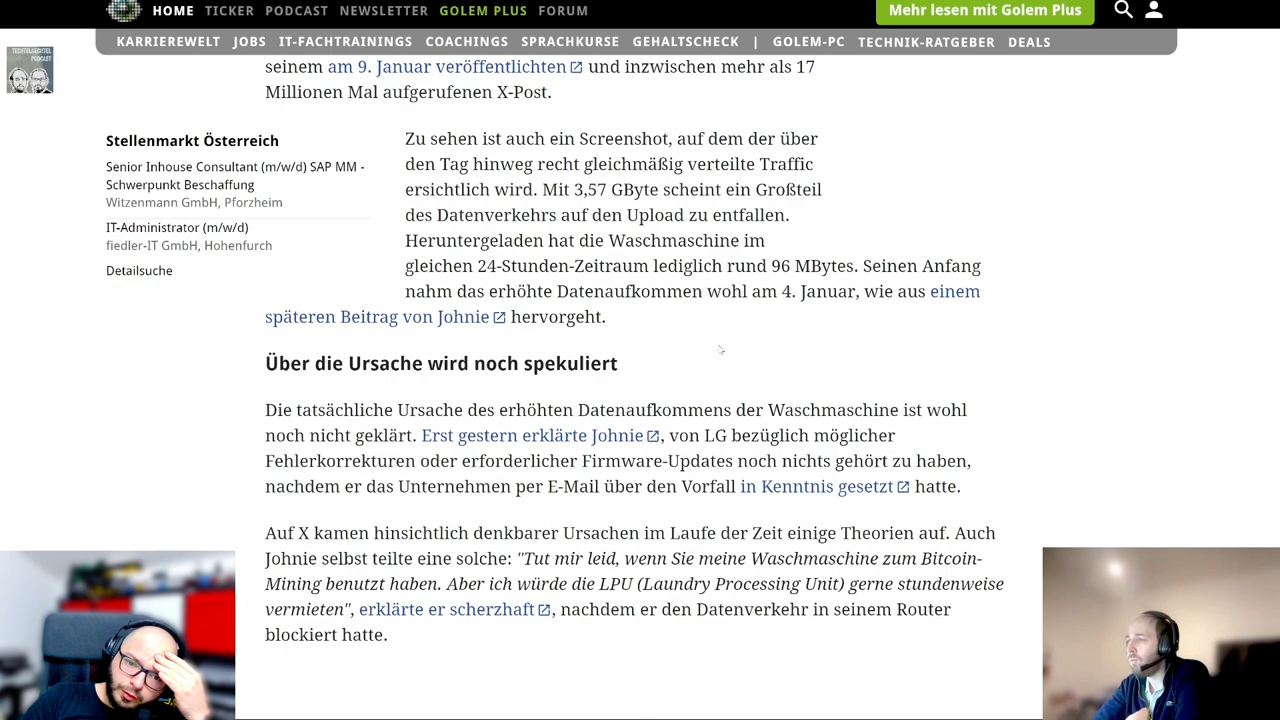 HOME TICKER PODCAST NEWSLETTER GOLEM PLUS FORUM
Mehr lesen mit Golem Plus
KARRIEREWELT JOBS IT-FACHTRAININGS COACHINGS SPRACHKURSE GEHALTSCHECK | GOLEM-PC TECHNIK-RATGEBER DEALS
TECHTELMECHTEL
PODCAST
seinem am 9. Januar veröffentlichten und inzwischen mehr als 17
Millionen Mal aufgerufenen X-Post.
Stellenmarkt Österreich
Senior Inhouse Consultant (m/w/d) SAP MM -
Schwerpunkt Beschaffung
Witzenmann GmbH, Pforzheim
IT-Administrator (m/w/d)
fiedler-IT GmbH, Hohenfurch
Detailsuche
Zu sehen ist auch ein Screenshot, auf dem der über
den Tag hinweg recht gleichmäßig verteilte Traffic
ersichtlich wird. Mit 3,57 GByte scheint ein Großteil
des Datenverkehrs auf den Upload zu entfallen.
Heruntergeladen hat die Waschmaschine im
gleichen 24-Stunden-Zeitraum lediglich rund 96 MBytes. Seinen Anfang
nahm das erhöhte Datenaufkommen wohl am 4. Januar, wie aus einem
späteren Beitrag von Johnie hervorgeht.
Über die Ursache wird noch spekuliert
Die tatsächliche Ursache des erhöhten Datenaufkommens der Waschmaschine ist wohl
noch nicht geklärt. Erst gestern erklärte Johnie, von LG bezüglich möglicher
Fehlerkorrekturen oder erforderlicher Firmware-Updates noch nichts gehört zu haben,
nachdem er das Unternehmen per E-Mail über den Vorfall in Kenntnis gesetzt hatte.
Auf X kamen hinsichtlich denkbarer Ursachen im Laufe der Zeit einige Theorien auf. Auch
Johnie selbst teilte eine solche: "Tut mir leid, wenn Sie meine Waschmaschine zum Bitcoin-
Mining benutzt haben. Aber ich würde die LPU (Laundry Processing Unit) gerne stundenweise
vermieten", erklärte er scherzhaft, nachdem er den Datenverkehr in seinem Router
blockiert hatte.